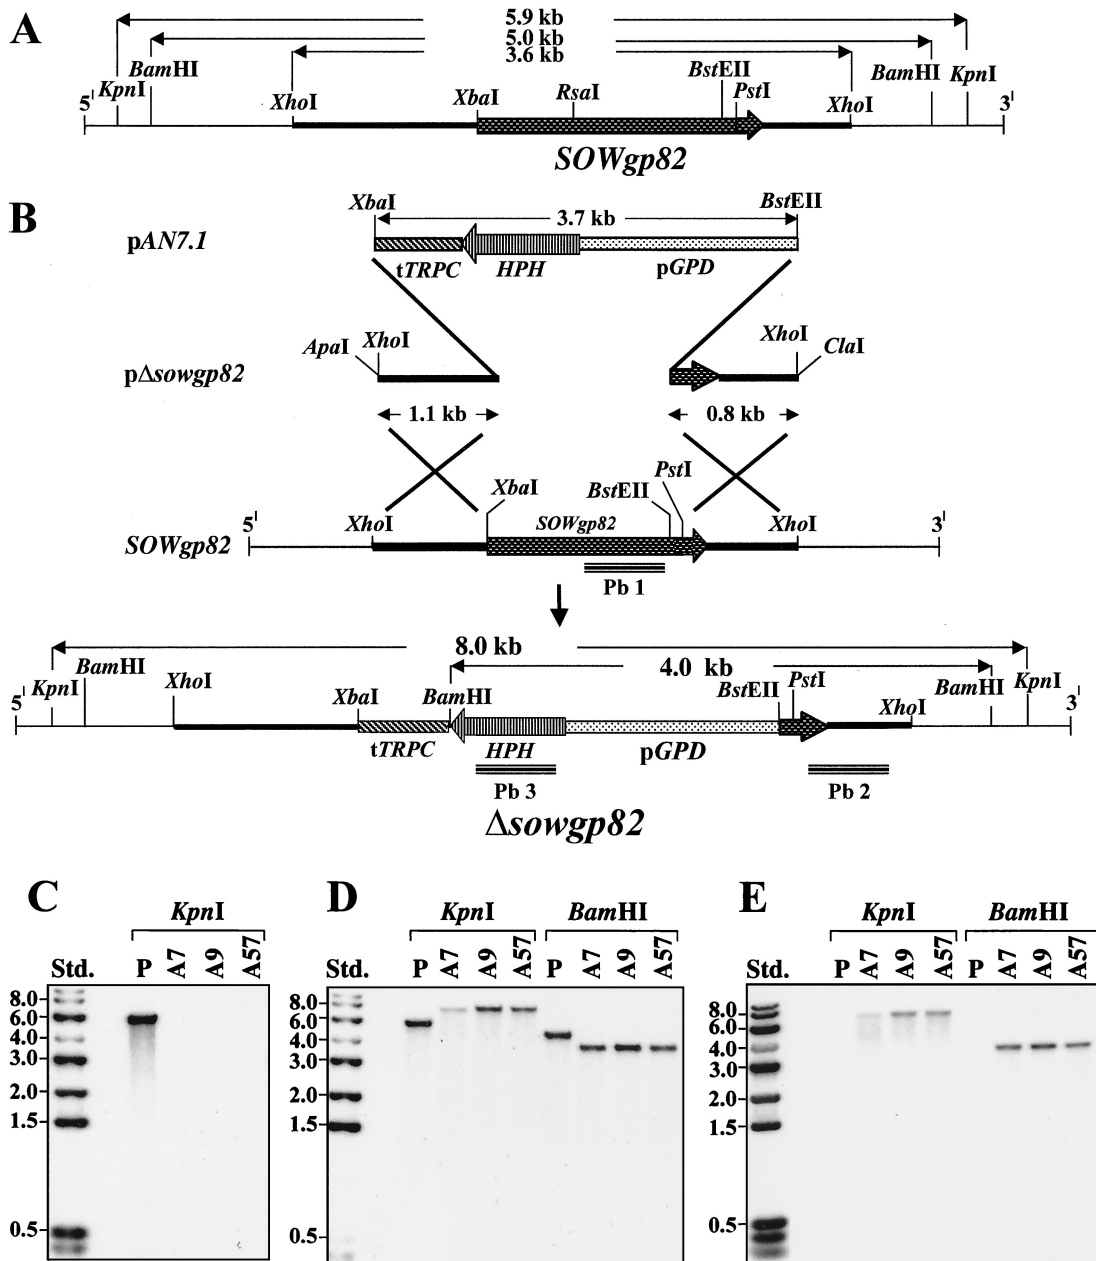 A
5.9 kb
5.0 kb
3.6 kb
BamHI
KpnI
5'
XhoI
XbaI
RsaI
BstEII
PstI
XhoI
BamHI
KpnI
3'
SOWgp82
B
XbaI
BstEII
3.7 kb
pAN7.1
tTRPC
HPH
pGPD
ApaI
XhoI
XhoI
ClaI
pΔsowgp82
1.1 kb
0.8 kb
PstI
XbaI
BstEII
5'
XhoI
SOWgp82
XhoI
3'
SOWgp82
Pb 1
8.0 kb
4.0 kb
5'
KpnI
BamHI
XhoI
XbaI
BamHI
BstEII
PstI
XhoI
BamHI
KpnI
3'
tTRPC
HPH
pGPD
Pb 3
Pb 2
Δsowgp82
C
KpnI
Std.
P
A7
A9
A57
8.0
6.0
4.0
3.0
2.0
1.5
0.5
D
KpnI
BamHI
Std.
P
A7
A9
A57
P
A7
A9
A57
8.0
6.0
4.0
3.0
2.0
1.5
0.5
E
KpnI
BamHI
Std.
P
A7
A9
A57
P
A7
A9
A57
8.0
6.0
4.0
3.0
2.0
1.5
0.5